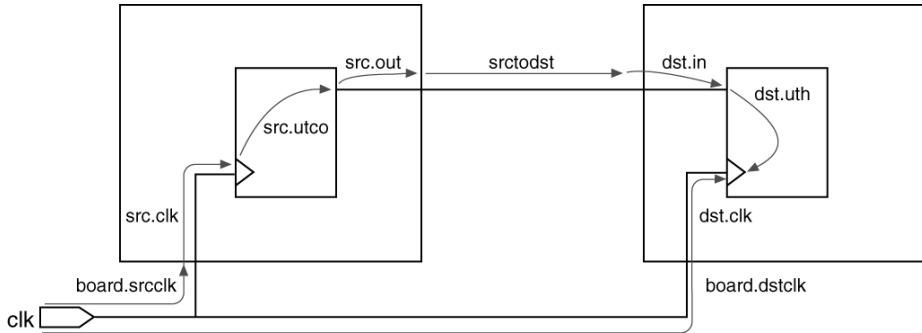 src.out
srctodst
dst.in
dst.uth
src.utco
src.clk
dst.clk
board.srcclk
board.dstclk
clk